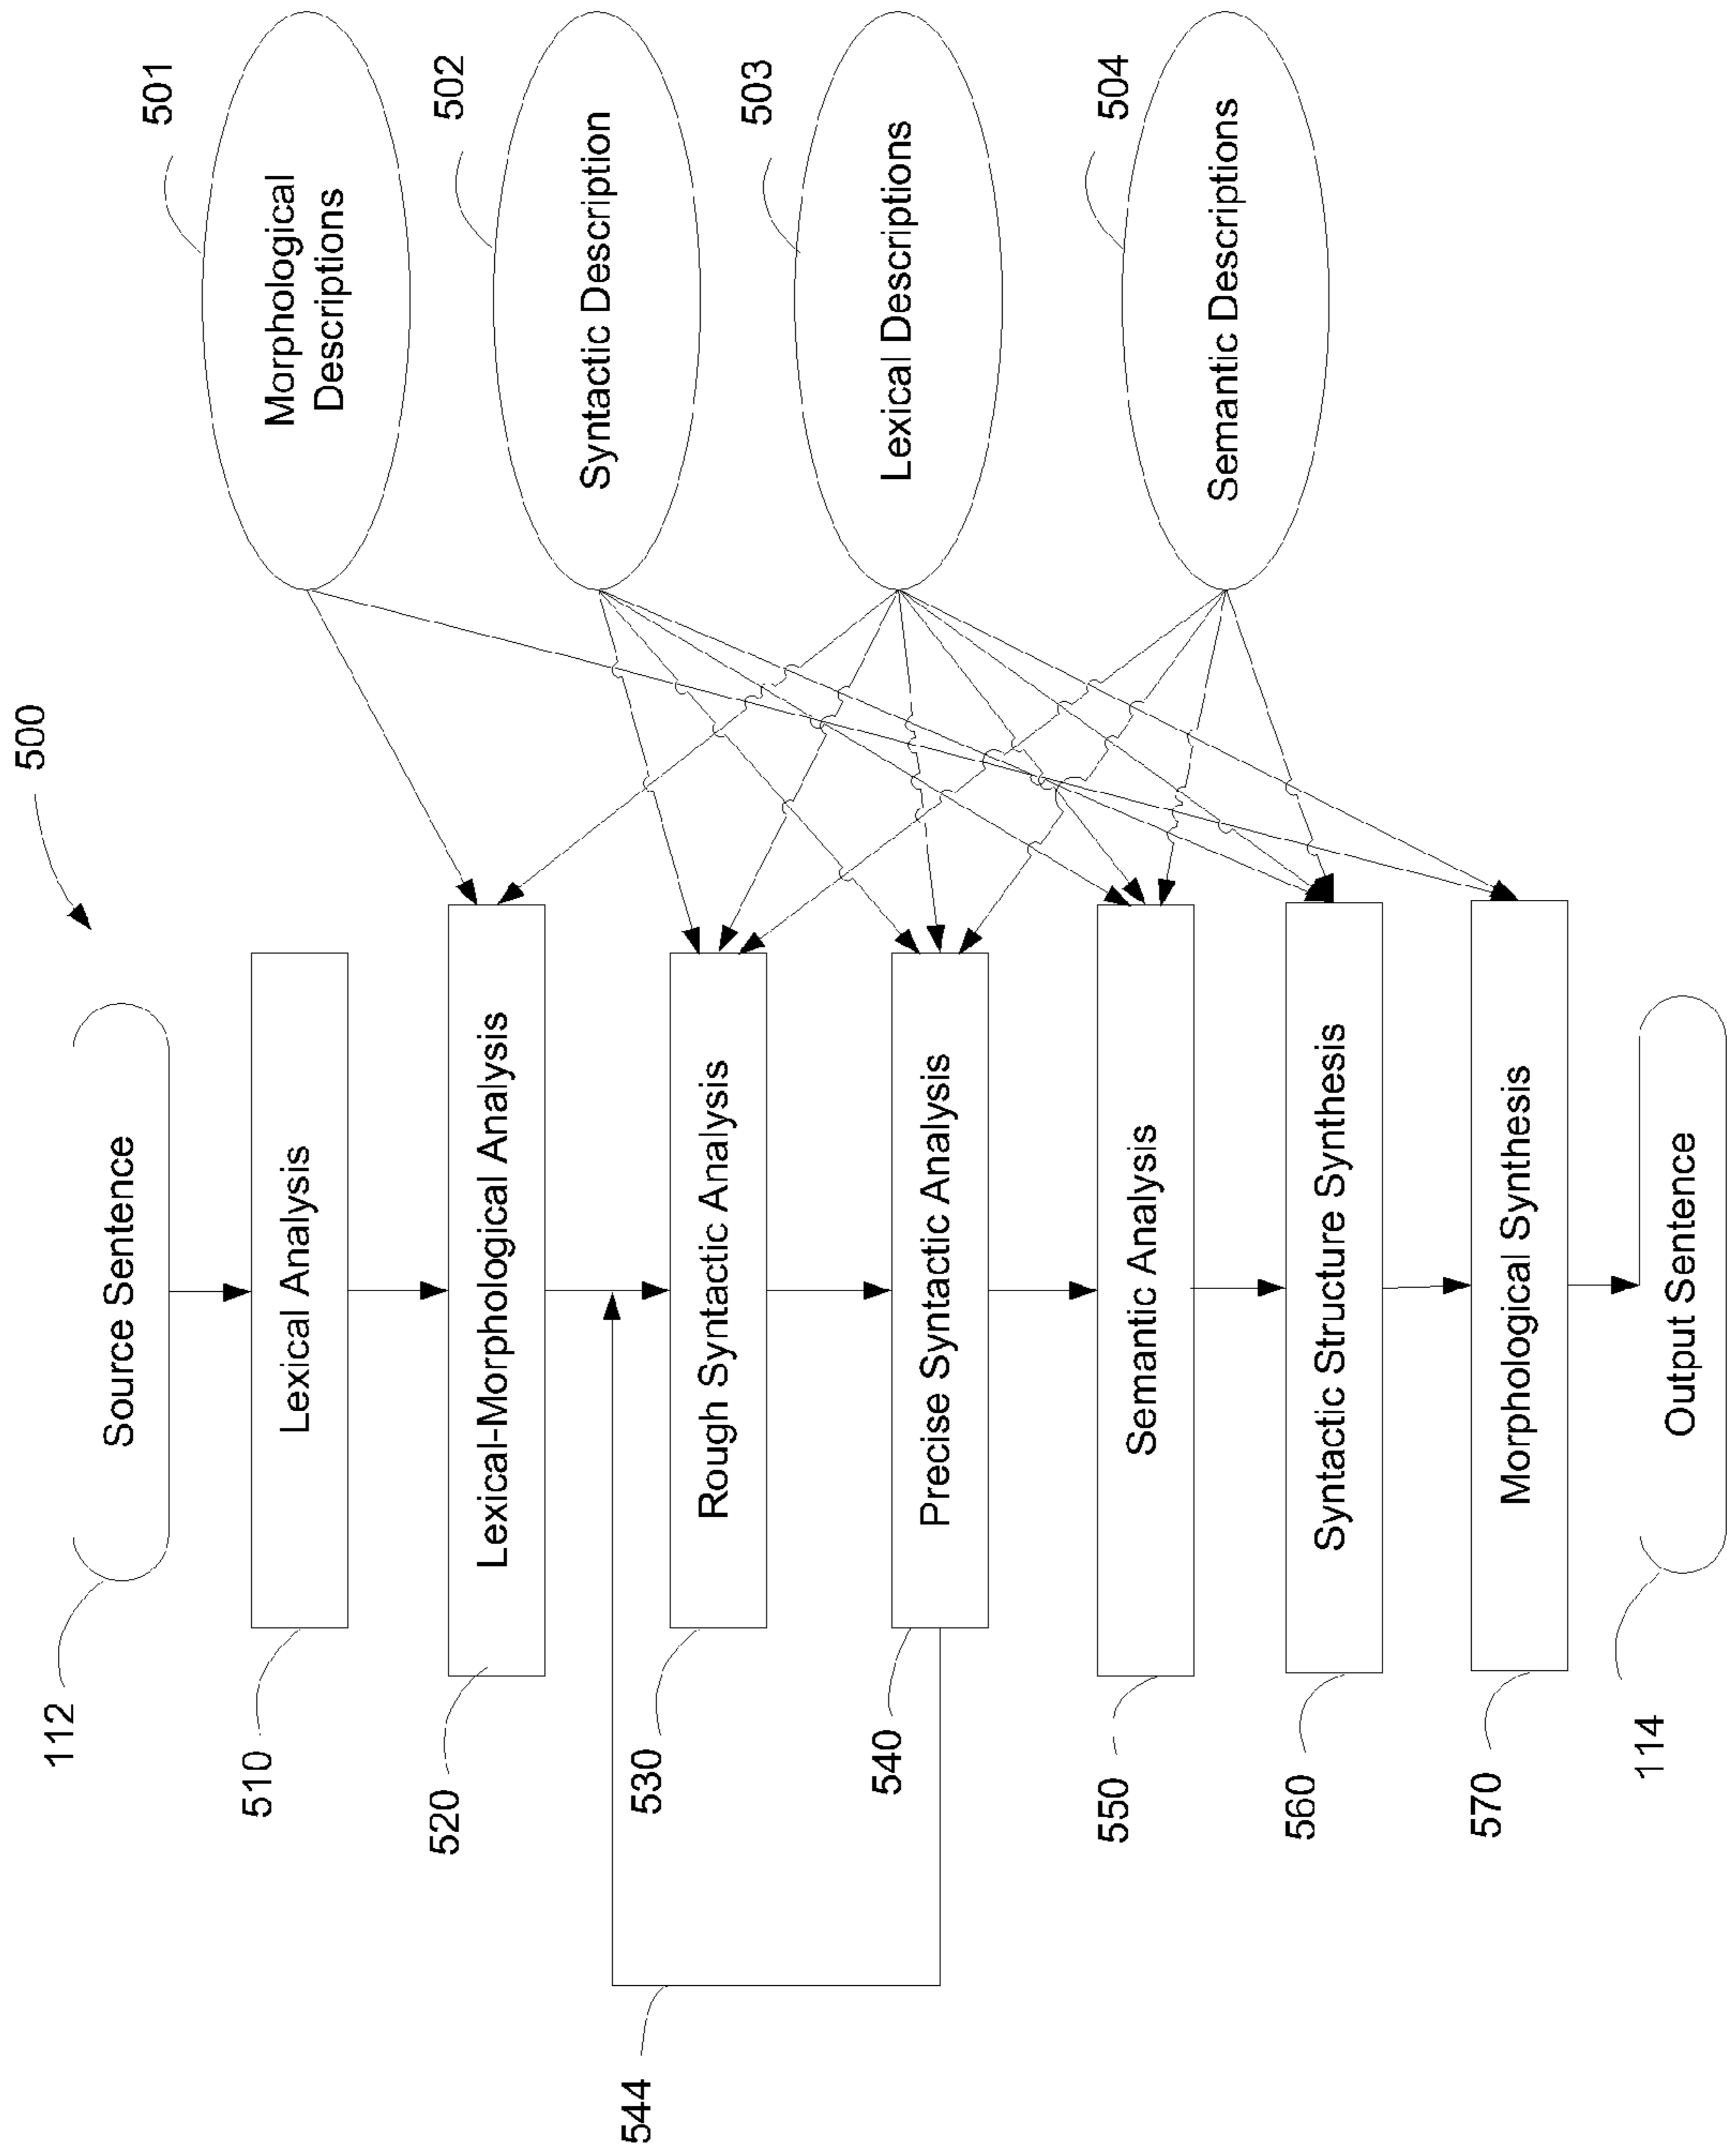 500
112
Source Sentence
510
Lexical Analysis
501
Morphological
Descriptions
520
Lexical-Morphological Analysis
502
Syntactic Description
544
530
Rough Syntactic Analysis
503
Lexical Descriptions
540
Precise Syntactic Analysis
504
Semantic Descriptions
550
Semantic Analysis
560
Syntactic Structure Synthesis
570
Morphological Synthesis
114
Output Sentence